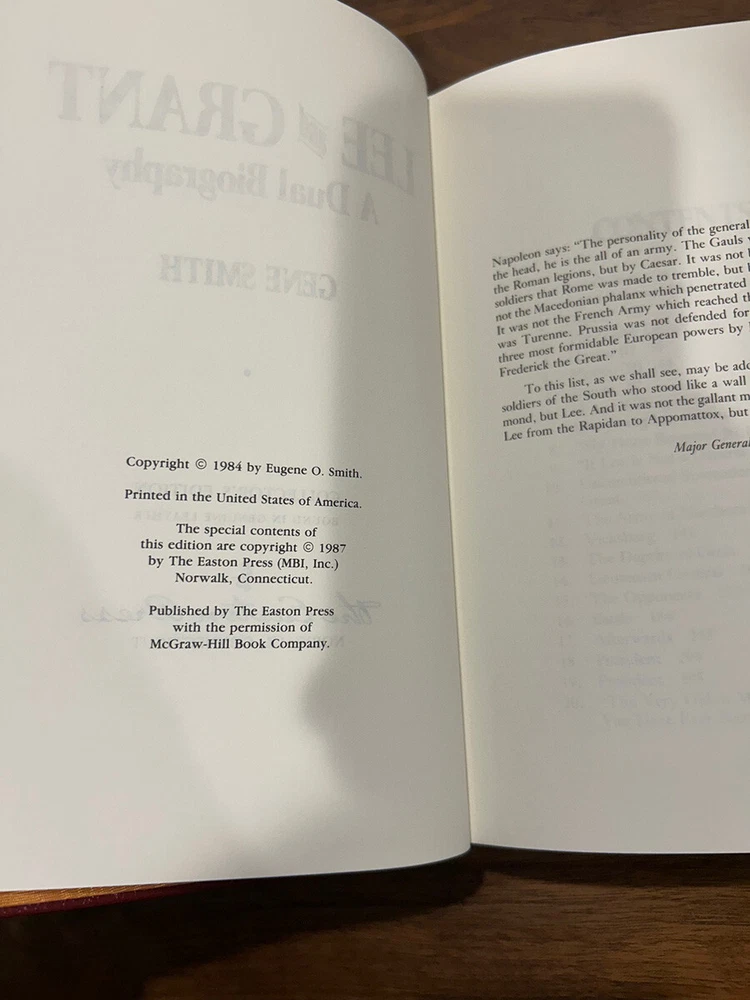 LEE and GRANT
A Dual Biography
GENE SMITH
Copyright © 1984 by Eugene O. Smith.
Printed in the United States of America.
The special contents of
this edition are copyright © 1987
by The Easton Press (MBI, Inc.)
Norwalk, Connecticut.
Published by The Easton Press
with the permission of
McGraw-Hill Book Company.
Napoleon says: "The personality of the general
the head, he is the all of an army. The Gauls
the Roman legions, but by Caesar. It was not
soldiers that Rome was made to tremble, but
not the Macedonian phalanx which penetrated
It was not the French Army which reached
was Turenne. Prussia was not defended for
three most formidable European powers by
Frederick the Great."
To this list, as we shall see, may be
soldiers of the South who stood like a wall
mond, but Lee. And it was not the gallant
Lee from the Rapidan to Appomattox, but
Major General